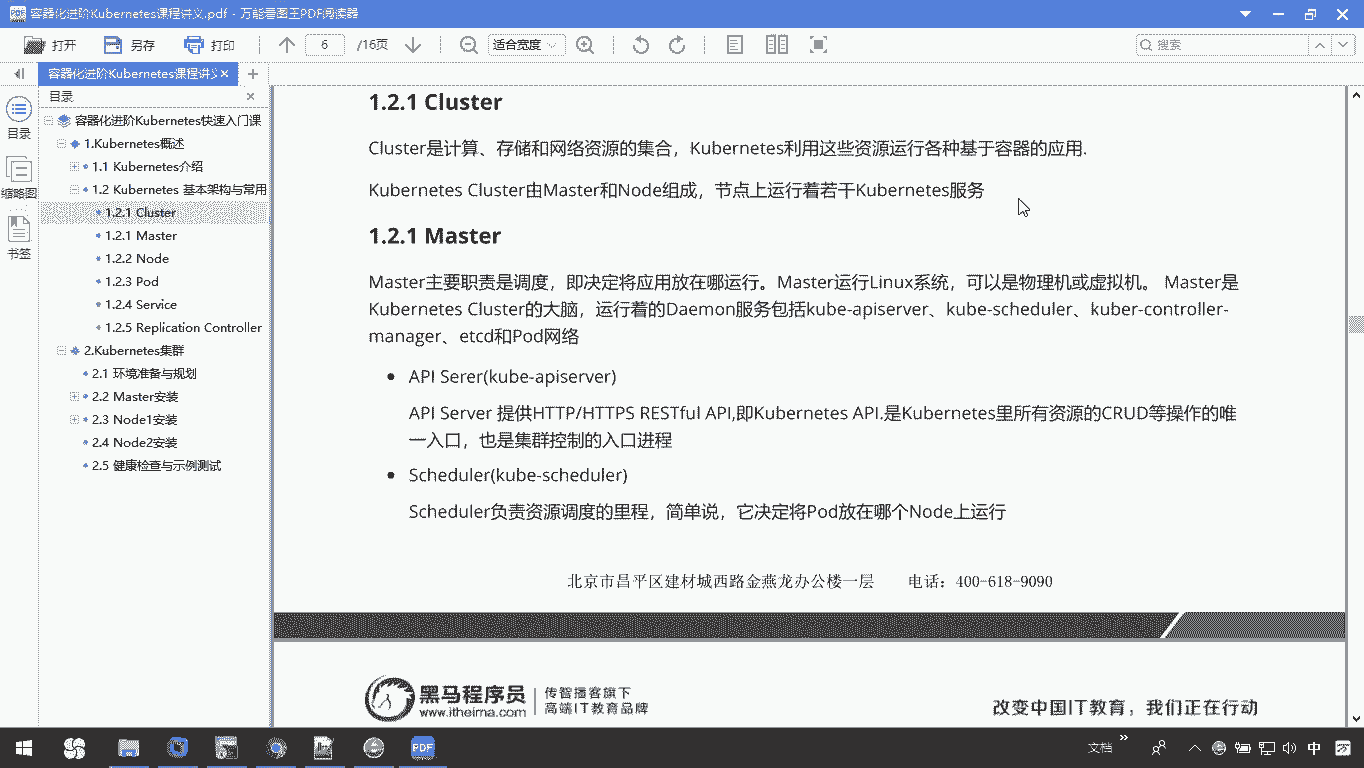 容器化进阶Kubernetes课程讲义.pdf - 万能看图王PDF阅读器
打开
另存
打印
6
/16页
适合宽度
搜索
容器化进阶Kubernetes课程讲义
目录
目录
缩略图
书签
容器化进阶Kubernetes快速入门课
1.Kubernetes概述
1.1 Kubernetes介绍
1.2 Kubernetes 基本架构与常用
1.2.1 Cluster
1.2.1 Master
1.2.2 Node
1.2.3 Pod
1.2.4 Service
1.2.5 Replication Controller
2.Kubernetes集群
2.1 环境准备与规划
2.2 Master安装
2.3 Node1安装
2.4 Node2安装
2.5 健康检查与示例测试
1.2.1 Cluster
Cluster是计算、存储和网络资源的集合，Kubernetes利用这些资源运行各种基于容器的应用.
Kubernetes Cluster由Master和Node组成，节点上运行着若干Kubernetes服务
1.2.1 Master
Master主要职责是调度，即决定将应用放在哪运行。Master运行Linux系统，可以是物理机或虚拟机。 Master是
Kubernetes Cluster的大脑，运行着的Daemon服务包括kube-apiserver、kube-scheduler、kuber-controller-
manager、etcd和Pod网络
API Serer(kube-apiserver)
API Server 提供HTTP/HTTPS RESTful API,即Kubernetes API.是Kubernetes里所有资源的CRUD等操作的唯
一入口，也是集群控制的入口进程
Scheduler(kube-scheduler)
Scheduler负责资源调度的里程，简单说，它决定将Pod放在哪个Node上运行
北京市昌平区建材城西路金燕龙办公楼一层 电话：400-618-9090
黑马程序员
www.itheima.com
传智播客旗下
高端IT教育品牌
改变中国IT教育，我们正在行动
PDF
文档
中